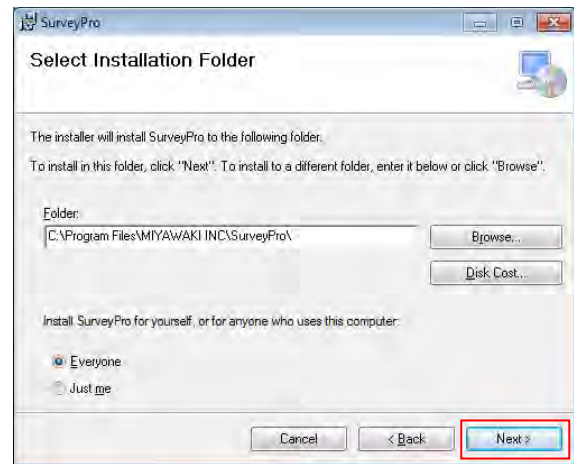 SurveyPro
Select Installation Folder
The installer will install SurveyPro to the following folder.
To install in this folder, click "Next". To install to a different folder, enter it below or click "Browse".
Folder:
C:\Program Files\MIYAWAKI INC\SurveyPro\
Browse...
Disk Cost...
Install SurveyPro for yourself, or for anyone who uses this computer:
Everyone
Just me
Cancel
< Back
Next >